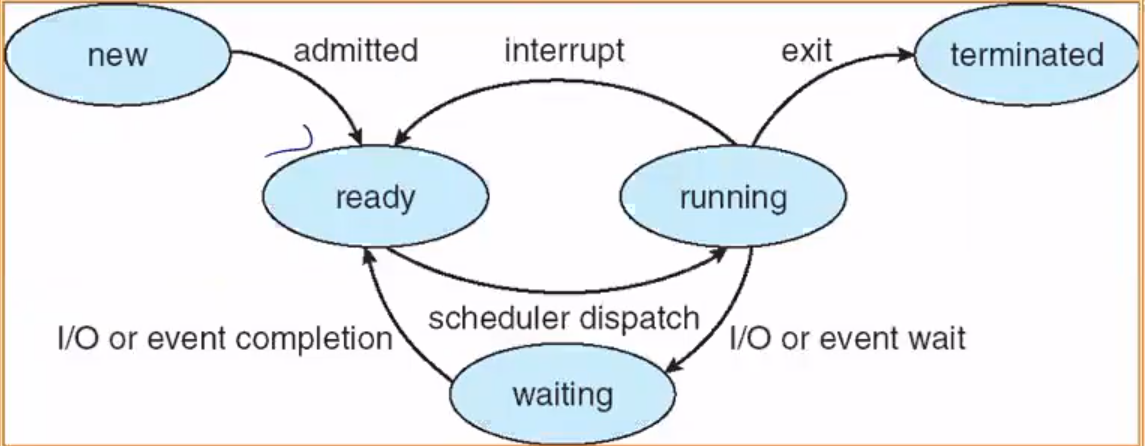 new
admitted
interrupt
exit
terminated
ready
running
scheduler dispatch
I/O or event completion
I/O or event wait
waiting